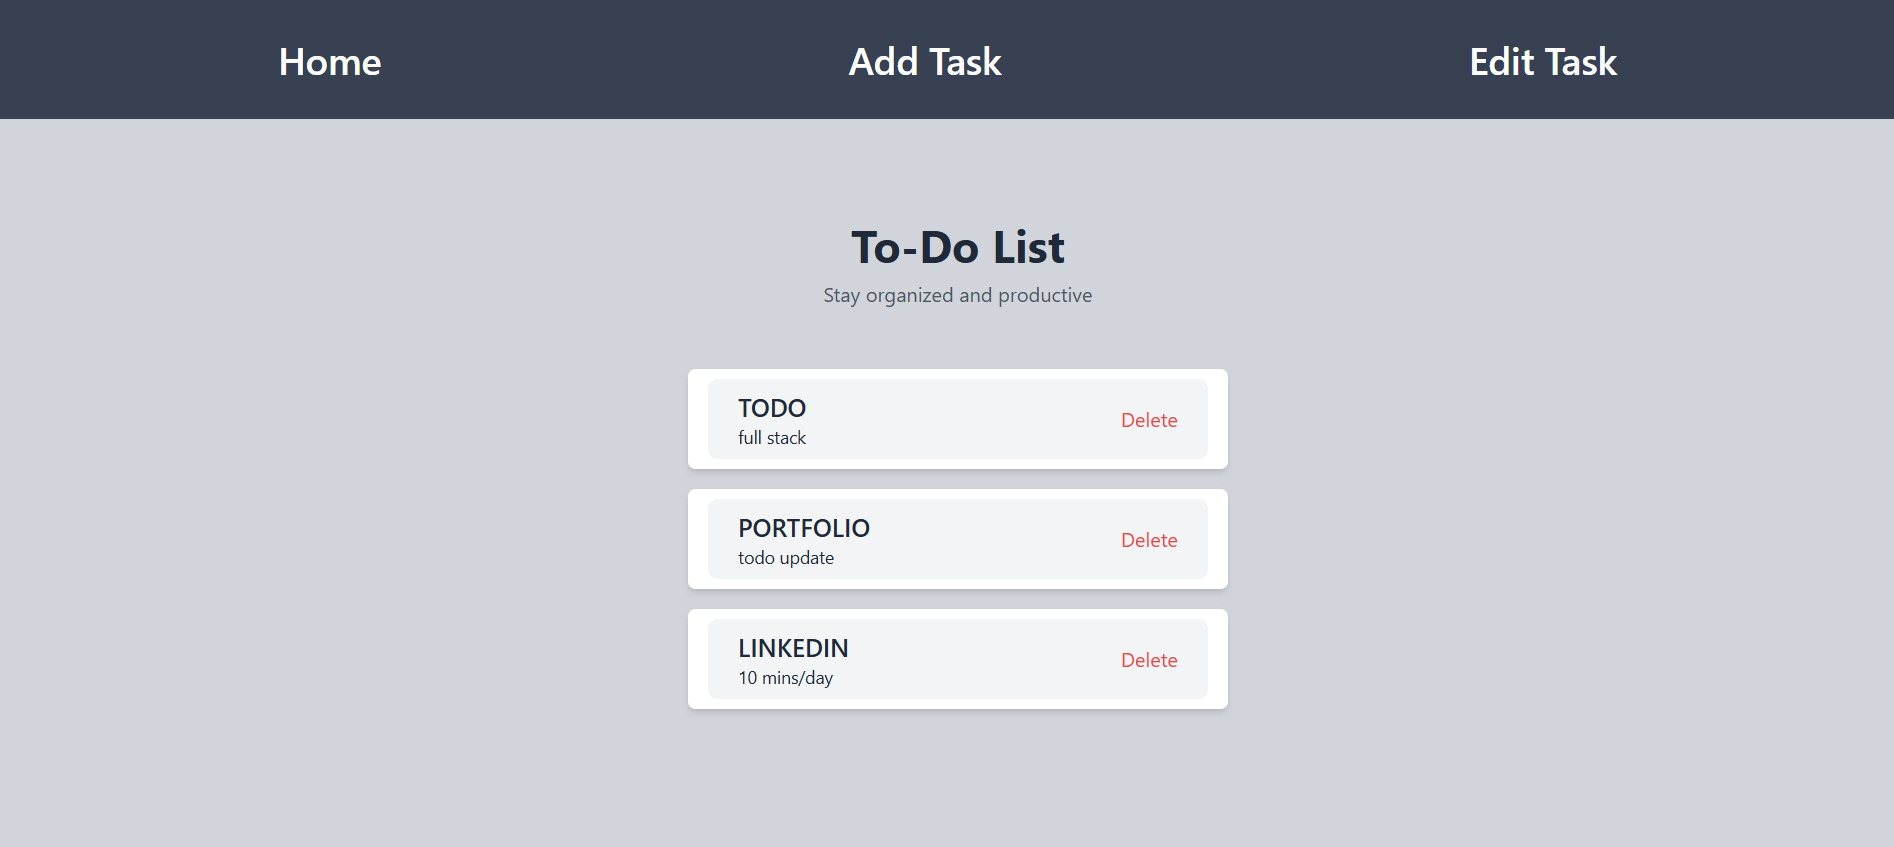 Home Add Task Edit Task
To-Do List
Stay organized and productive
TODO
full stack
Delete
PORTFOLIO
todo update
Delete
LINKEDIN
10 mins/day
Delete